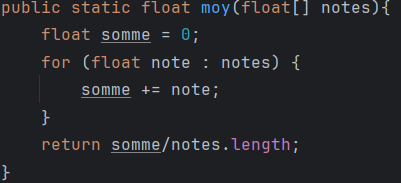 public static float moy(float[] notes){
    float somme = 0;
    for (float note : notes) {
        somme += note;
    }
    return somme/notes.length;
}